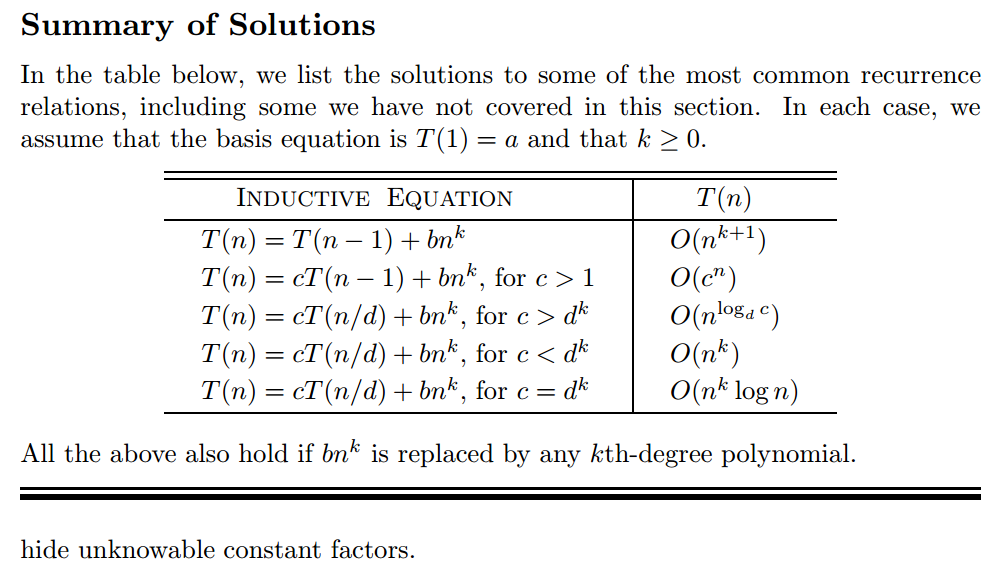 Summary of Solutions
In the table below, we list the solutions to some of the most common recurrence
relations, including some we have not covered in this section. In each case, we
assume that the basis equation is T(1) = a and that k ≥ 0.
INDUCTIVE EQUATION T(n)
T(n) = T(n − 1) + bn^k O(n^{k+1})
T(n) = cT(n − 1) + bn^k, for c > 1 O(c^n)
T(n) = cT(n/d) + bn^k, for c > d^k O(n^{log_d c})
T(n) = cT(n/d) + bn^k, for c < d^k O(n^k)
T(n) = cT(n/d) + bn^k, for c = d^k O(n^k log n)
All the above also hold if bn^k is replaced by any kth-degree polynomial.
hide unknowable constant factors.